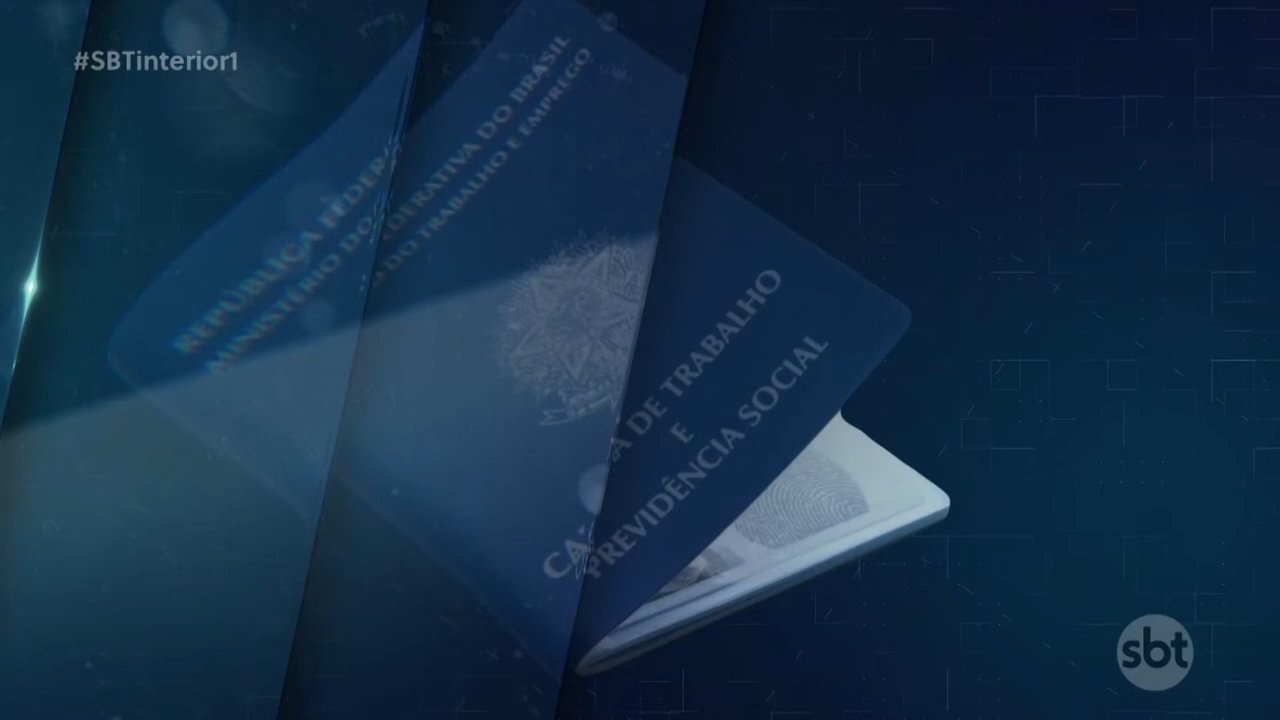 #SBTinterior1
REPÚBLICA FEDERATIVA DO BRASIL
MINISTÉRIO DO TRABALHO E EMPREGO
DE TRABALHO
E
PREVIDÊNCIA SOCIAL
sbt